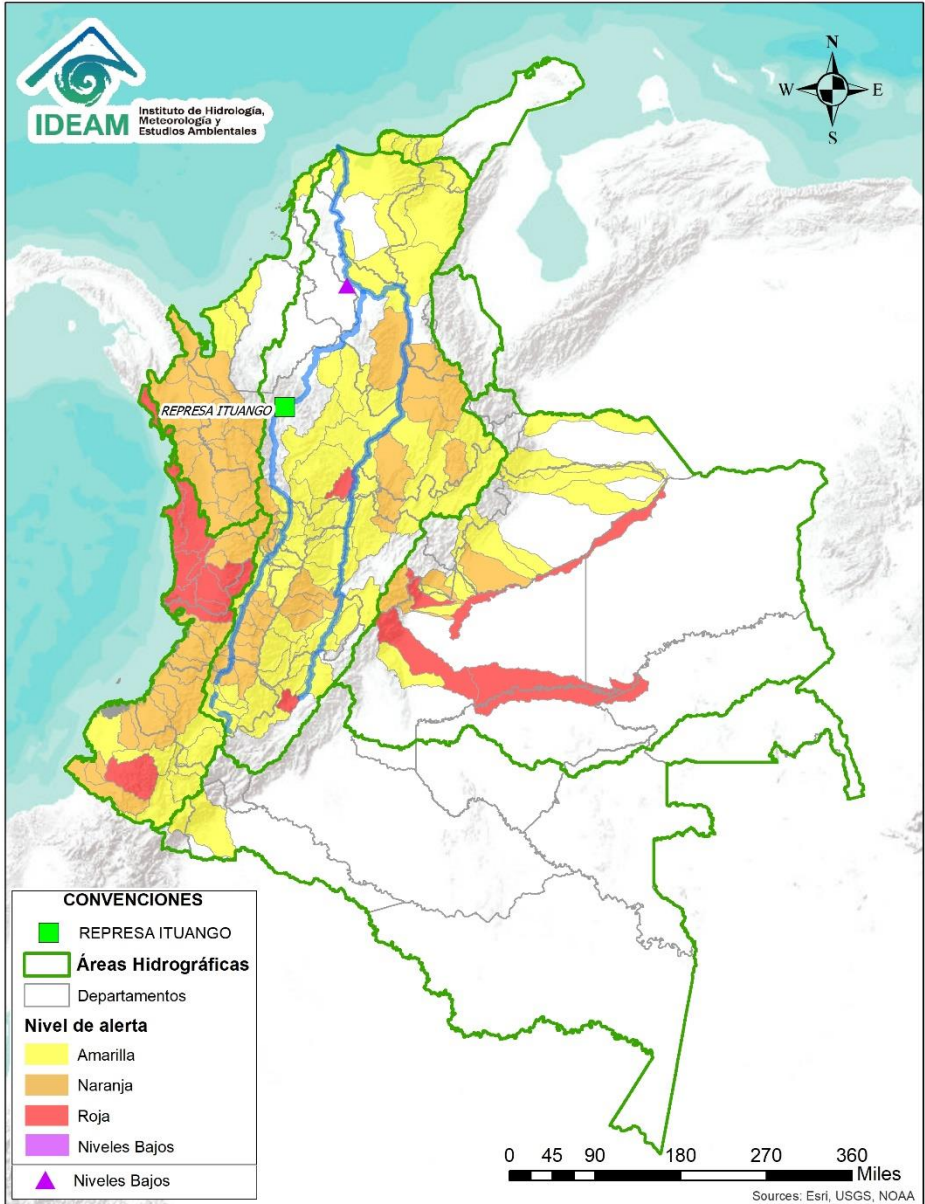 IDEAM
Instituto de Hidrología,
Meteorología y
Estudios Ambientales
N
W
E
S
REPRESA ITUANGO
CONVENCIONES
REPRESA ITUANGO
Áreas Hidrográficas
Departamentos
Nivel de alerta
Amarilla
Naranja
Roja
Niveles Bajos
Niveles Bajos
0 45 90 180 270 360
Miles
Sources: Esri, USGS, NOAA